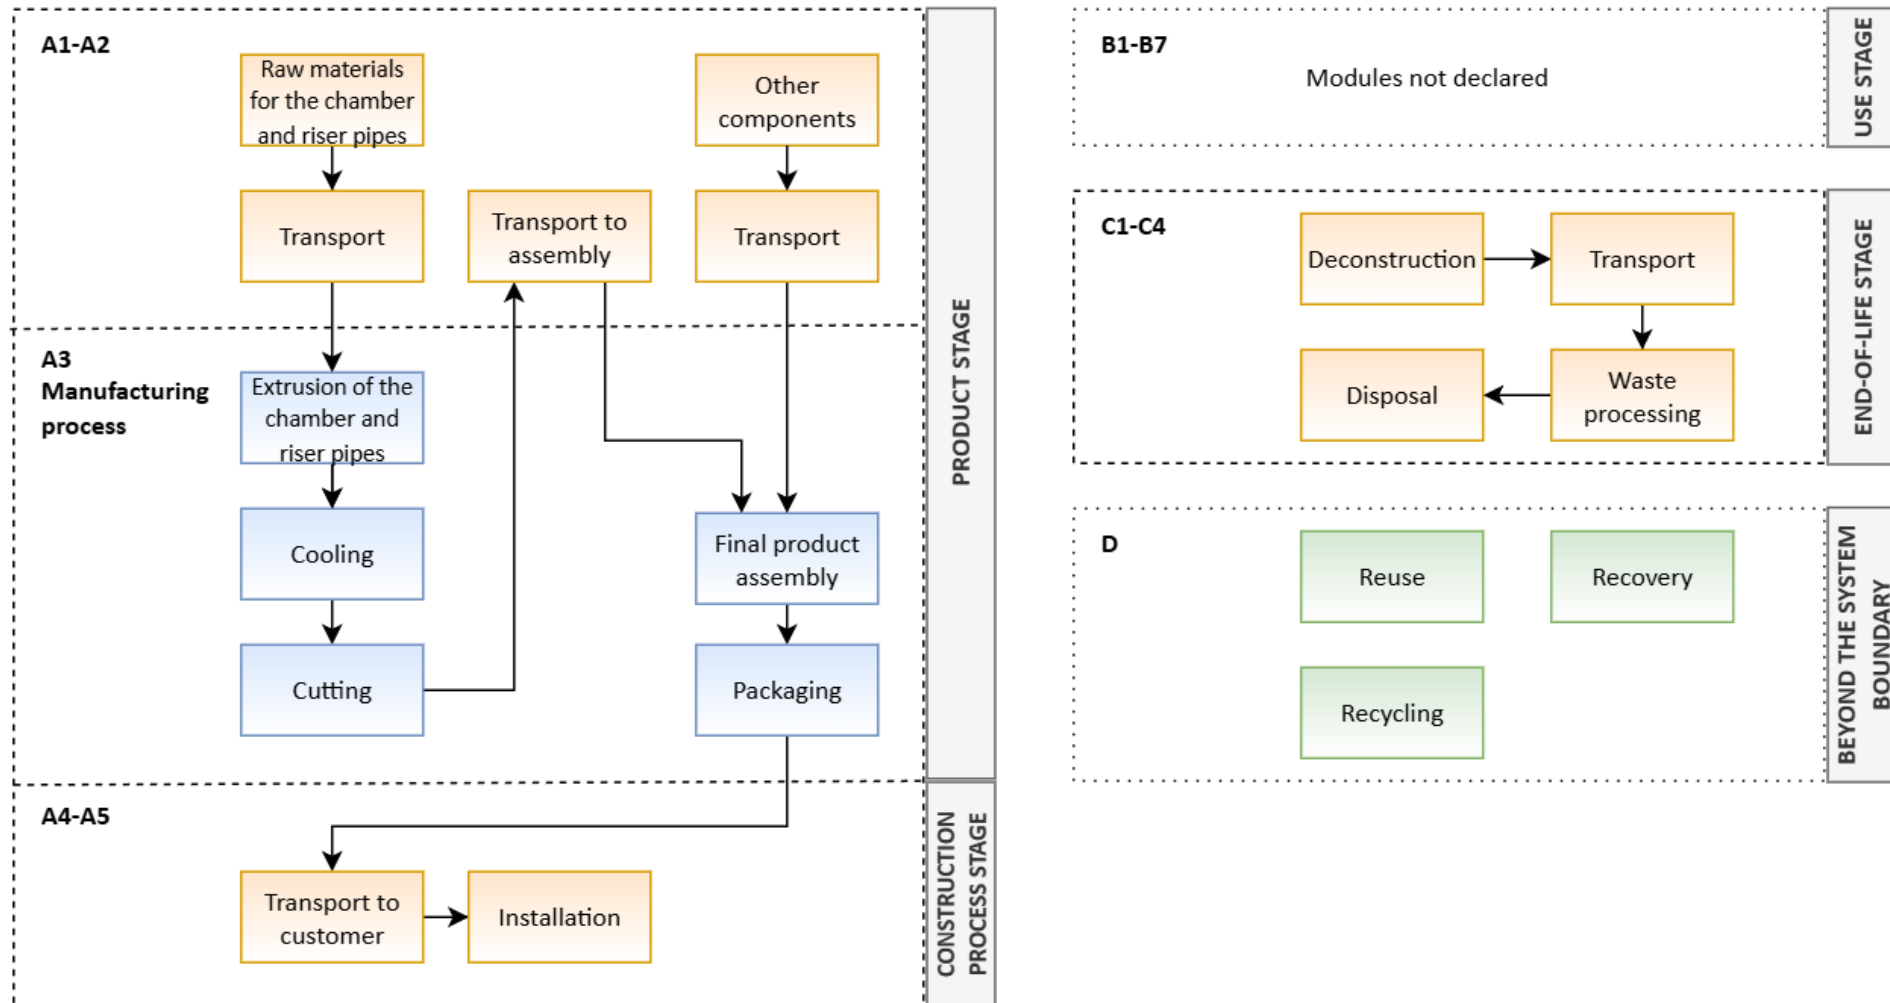 A1-A2
Raw materials
for the chamber
and riser pipes
Other
components
Transport
Transport to
assembly
Transport
A3
Manufacturing
process
Extrusion of the
chamber and
riser pipes
Cooling
Final product
assembly
Cutting
Packaging
PRODUCT STAGE
A4-A5
Transport to
customer
Installation
CONSTRUCTION
PROCESS STAGE
B1-B7
Modules not declared
USE STAGE
C1-C4
Deconstruction
Transport
Disposal
Waste
processing
END-OF-LIFE STAGE
D
Reuse
Recovery
Recycling
BEYOND THE SYSTEM
BOUNDARY